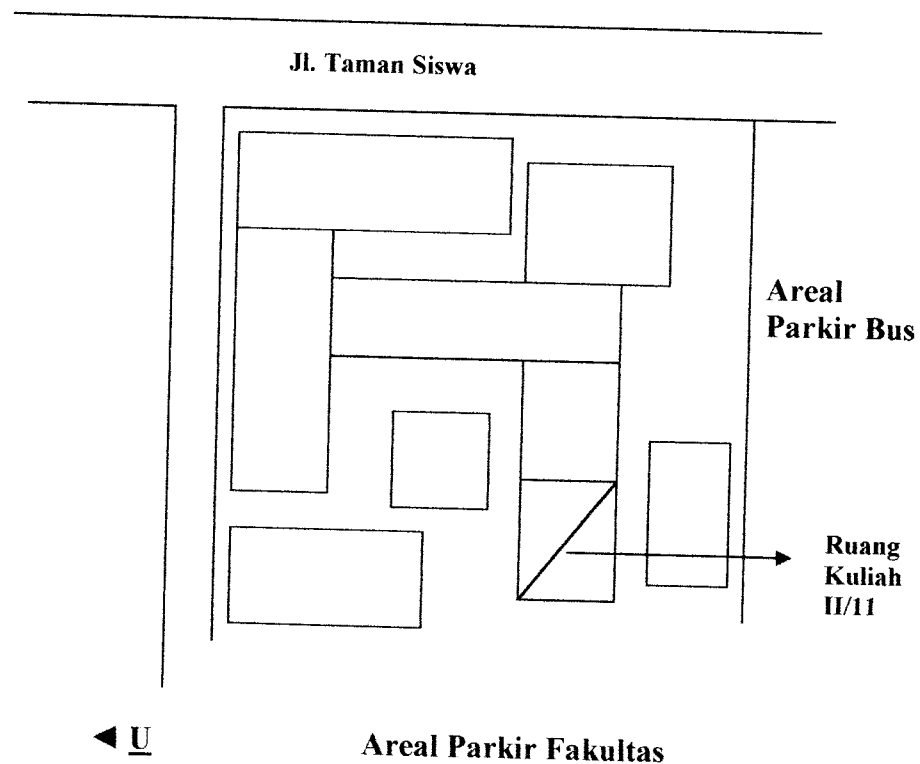 Jl. Taman Siswa
Areal
Parkir Bus
Ruang
Kuliah
II/11
U
Areal Parkir Fakultas